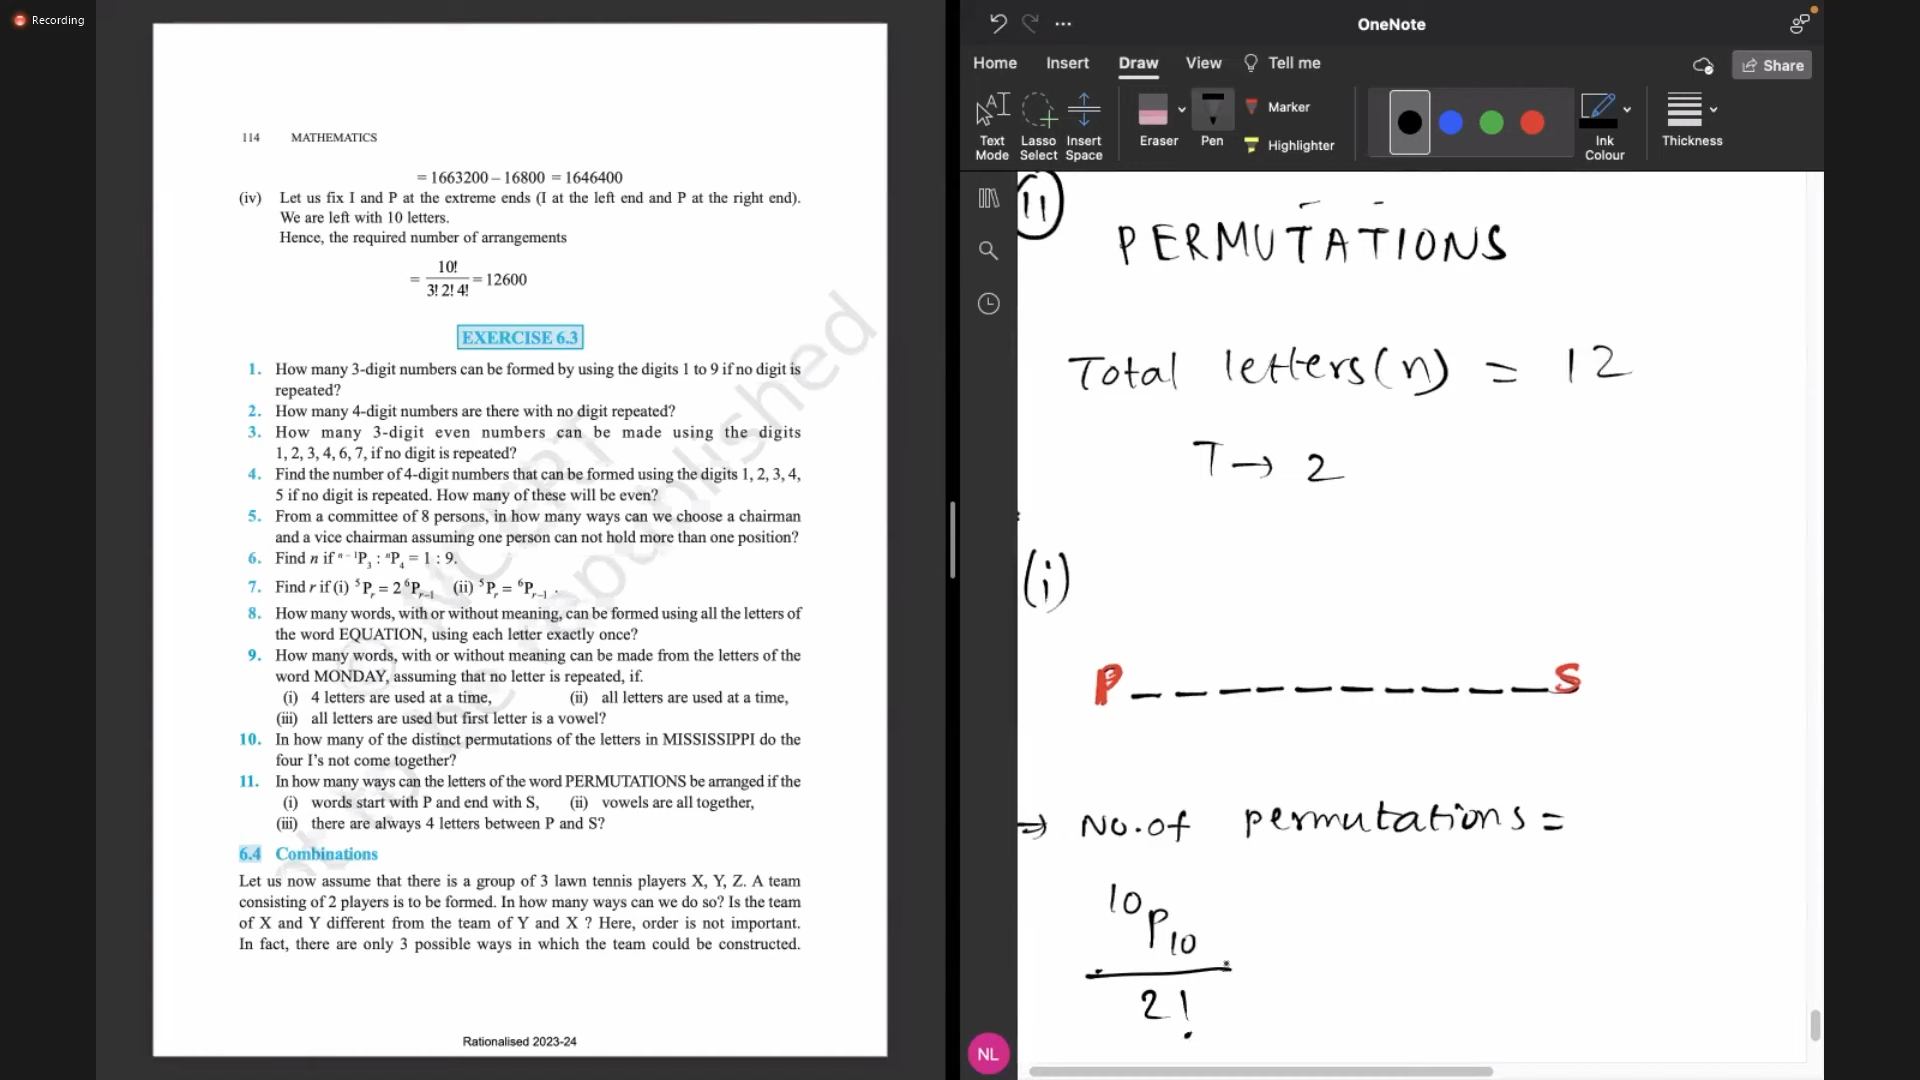 Recording
114 MATHEMATICS
= 1663200 – 16800 = 1646400
(iv) Let us fix I and P at the extreme ends (I at the left end and P at the right end).
We are left with 10 letters.
Hence, the required number of arrangements
= 10! / 3! 2! 4! = 12600
EXERCISE 6.3
1. How many 3-digit numbers can be formed by using the digits 1 to 9 if no digit is
repeated?
2. How many 4-digit numbers are there with no digit repeated?
3. How many 3-digit even numbers can be made using the digits
1, 2, 3, 4, 6, 7, if no digit is repeated?
4. Find the number of 4-digit numbers that can be formed using the digits 1, 2, 3, 4,
5 if no digit is repeated. How many of these will be even?
5. From a committee of 8 persons, in how many ways can we choose a chairman
and a vice chairman assuming one person can not hold more than one position?
6. Find n if ⁿ⁻¹P₃ : ⁿP₄ = 1 : 9.
7. Find r if (i) ⁵Pᵣ = 2 ⁶Pᵣ₋₁ (ii) ⁵Pᵣ = ⁶Pᵣ₋₁ .
8. How many words, with or without meaning, can be formed using all the letters of
the word EQUATION, using each letter exactly once?
9. How many words, with or without meaning can be made from the letters of the
word MONDAY, assuming that no letter is repeated, if.
(i) 4 letters are used at a time, (ii) all letters are used at a time,
(iii) all letters are used but first letter is a vowel?
10. In how many of the distinct permutations of the letters in MISSISSIPPI do the
four I's not come together?
11. In how many ways can the letters of the word PERMUTATIONS be arranged if the
(i) words start with P and end with S, (ii) vowels are all together,
(iii) there are always 4 letters between P and S?
6.4 Combinations
Let us now assume that there is a group of 3 lawn tennis players X, Y, Z. A team
consisting of 2 players is to be formed. In how many ways can we do so? Is the team
of X and Y different from the team of Y and X ? Here, order is not important.
In fact, there are only 3 possible ways in which the team could be constructed.
Rationalised 2023-24
© NCERT
not to be republished
OneNote
Home Insert Draw View Tell me
Share
Text Mode
Lasso Select
Insert Space
Eraser
Pen
Marker
Highlighter
Ink Colour
Thickness
11
PERMUTATIONS
Total letters(n) = 12
T → 2
(i)
P _ _ _ _ _ _ _ _ _ _ S
⇒ No. of permutations =
¹⁰P₁₀
2!
NL